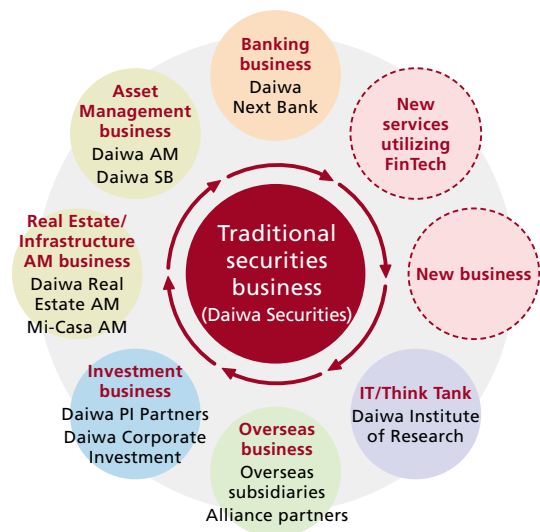 Banking
business
Daiwa
Next Bank
New
services
utilizing
FinTech
New business
IT/Think Tank
Daiwa Institute
of Research
Overseas
business
Overseas
subsidiaries
Alliance partners
Investment
business
Daiwa PI Partners
Daiwa Corporate
Investment
Real Estate/
Infrastructure
AM business
Daiwa Real
Estate AM
Mi-Casa AM
Asset
Management
business
Daiwa AM
Daiwa SB
Traditional
securities
business
(Daiwa Securities)